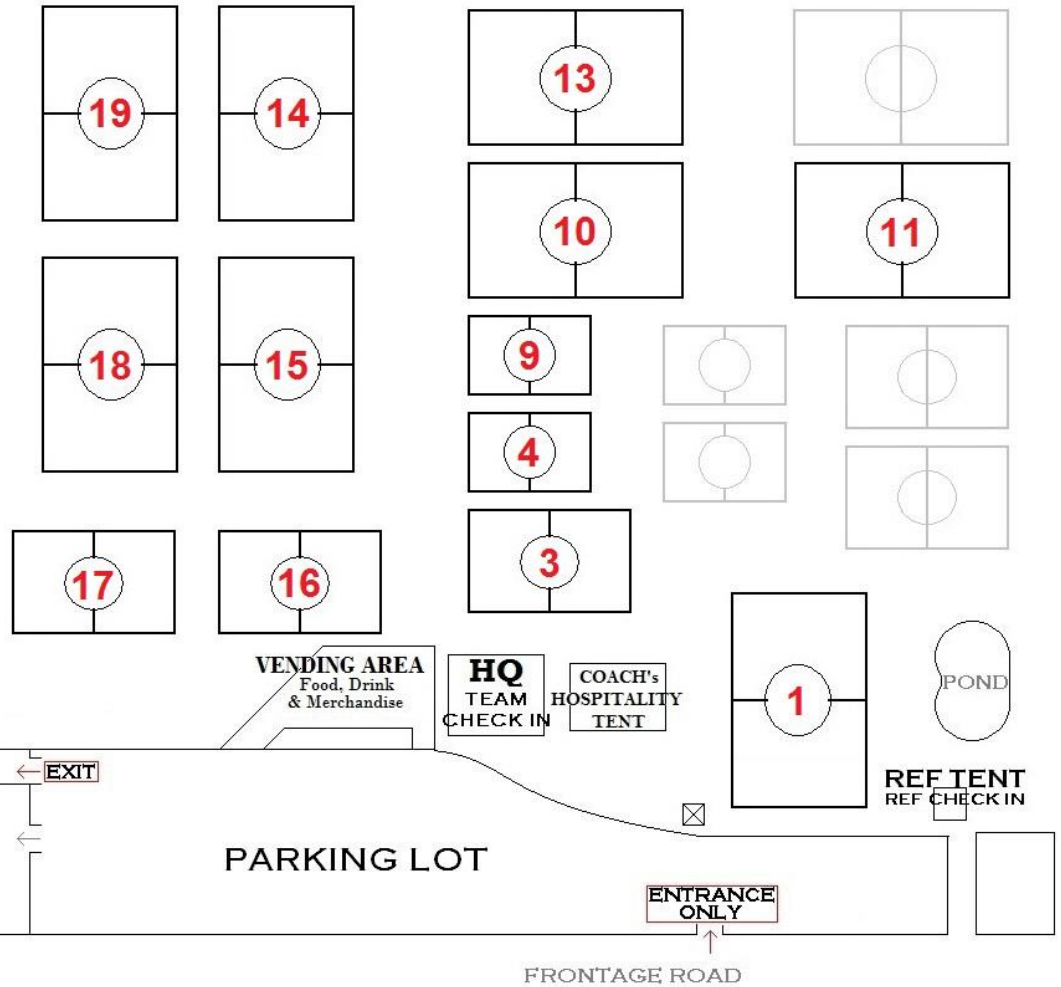 19
14
13
10
11
18
15
9
4
3
17
16
VENDING AREA
Food, Drink
& Merchandise
HQ
TEAM
CHECK IN
COACH's
HOSPITALITY
TENT
1
POND
EXIT
REF TENT
REF CHECK IN
PARKING LOT
ENTRANCE
ONLY
FRONTAGE ROAD